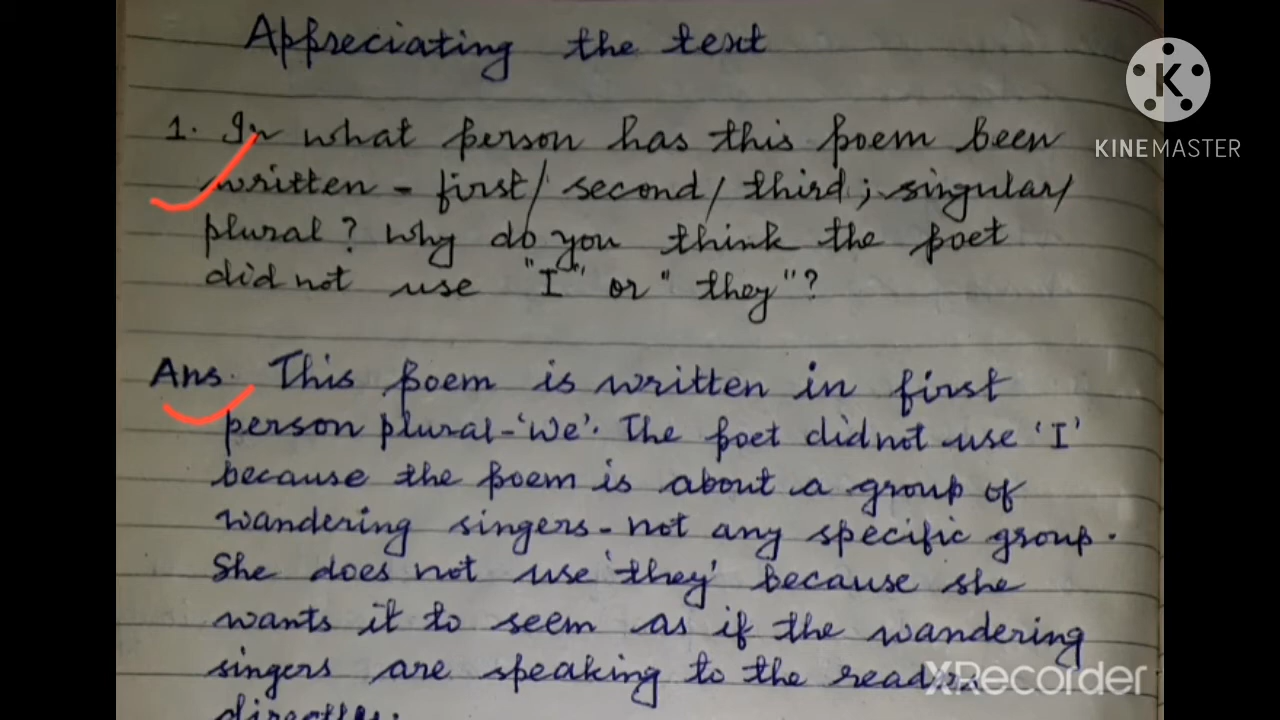 Appreciating the text
1. In what person has this poem been
written - first/ second/ third; singular/
plural? Why do you think the poet
did not use "I" or "they"?
Ans. This poem is written in first
person plural-'We'. The poet did not use 'I'
because the poem is about a group of
wandering singers - not any specific group.
She does not use 'they' because she
wants it to seem as if the wandering
singers are speaking to the reader
directly.
K
KINEMASTER
XRecorder